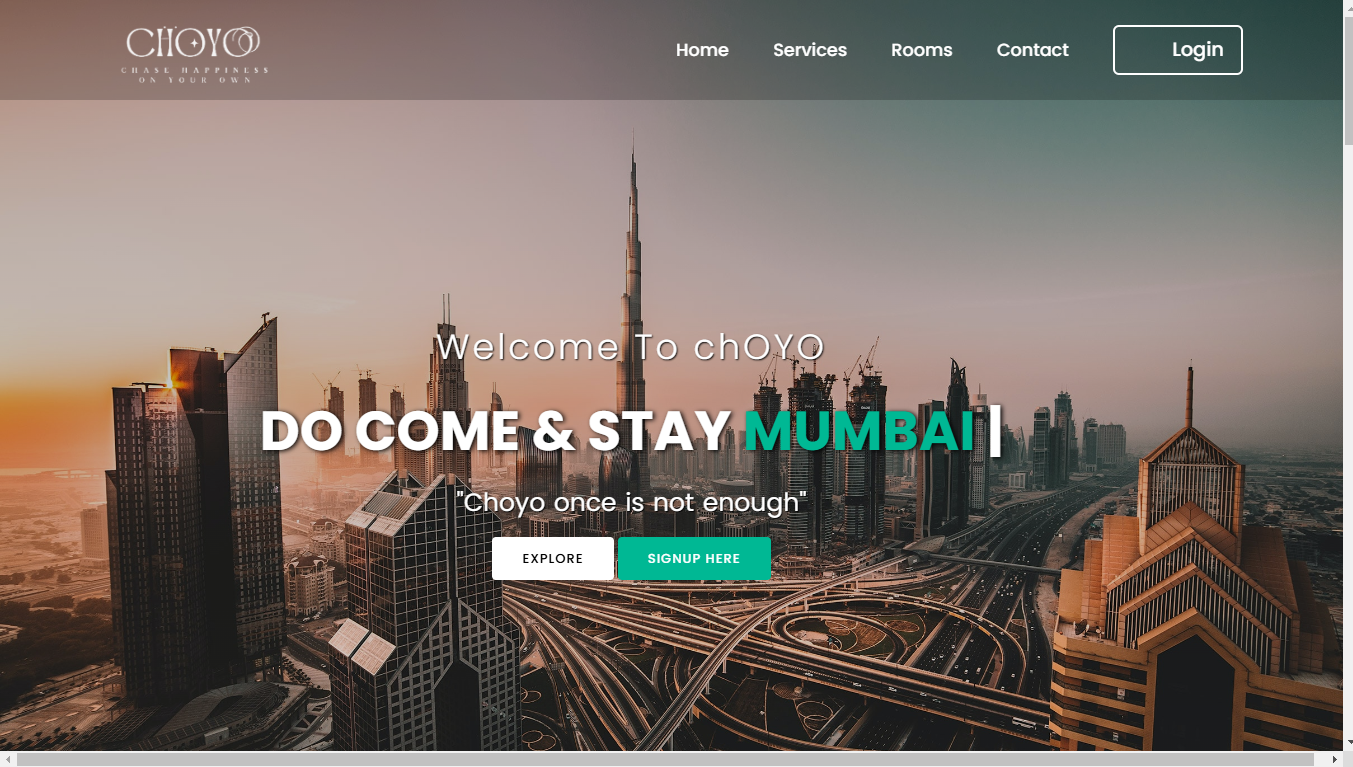 CHOYO
CHASE HAPPINESS
ON YOUR OWN
Home Services Rooms Contact Login
Welcome To chOYO
DO COME & STAY MUMBAI |
"Choyo once is not enough"
EXPLORE SIGNUP HERE